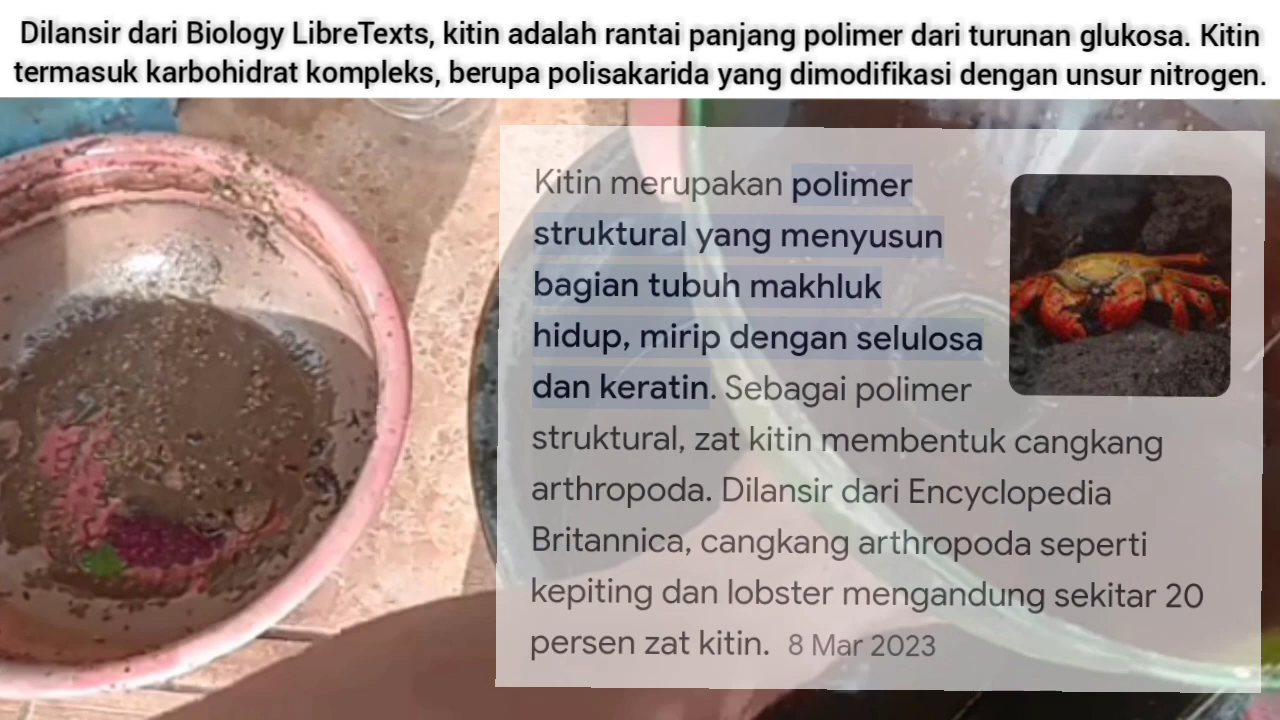 Dilansir dari Biology LibreTexts, kitin adalah rantai panjang polimer dari turunan glukosa. Kitin
termasuk karbohidrat kompleks, berupa polisakarida yang dimodifikasi dengan unsur nitrogen.
Kitin merupakan polimer
struktural yang menyusun
bagian tubuh makhluk
hidup, mirip dengan selulosa
dan keratin. Sebagai polimer
struktural, zat kitin membentuk cangkang
arthropoda. Dilansir dari Encyclopedia
Britannica, cangkang arthropoda seperti
kepiting dan lobster mengandung sekitar 20
persen zat kitin. 8 Mar 2023